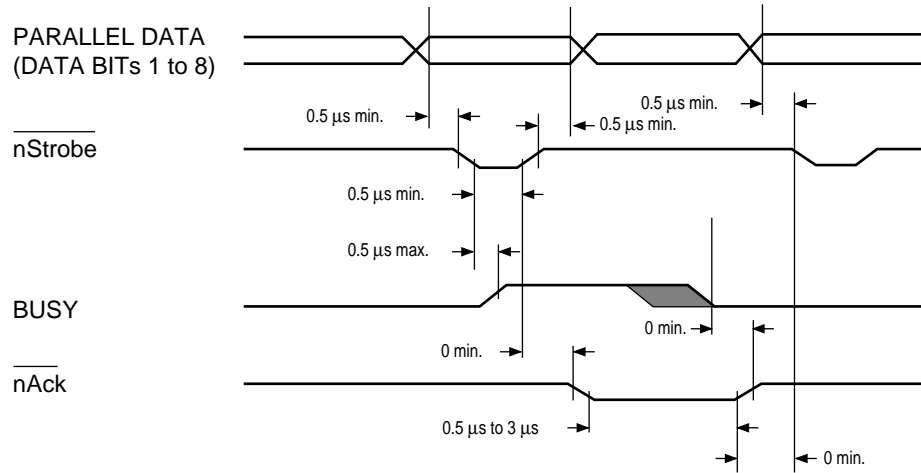 PARALLEL DATA
(DATA BITs 1 to 8)
0.5 μs min.
0.5 μs min.
0.5 μs min.
nStrobe
0.5 μs min.
0.5 μs max.
BUSY
0 min.
0 min.
nAck
0.5 μs to 3 μs
0 min.